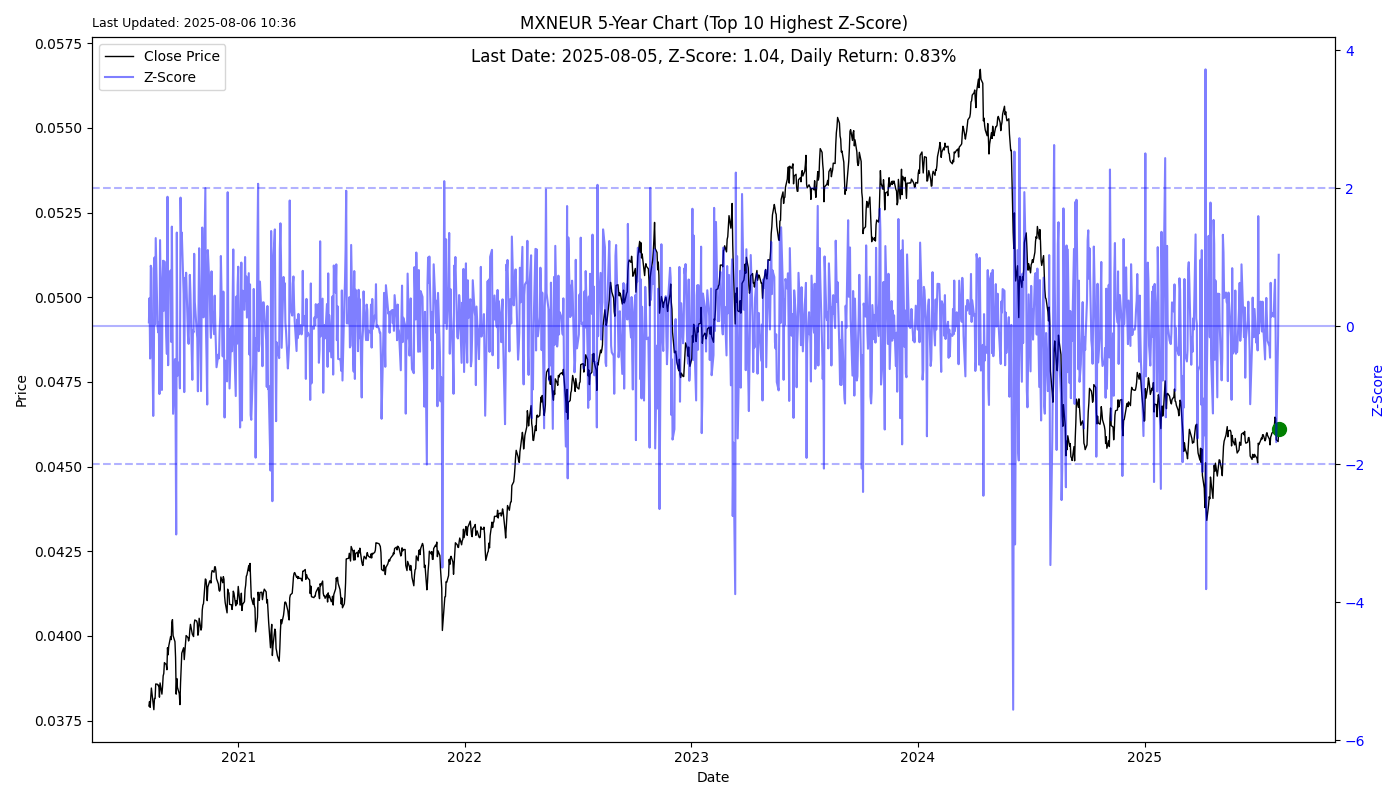 Last Updated: 2025-08-06 10:36
MXNEUR 5-Year Chart (Top 10 Highest Z-Score)
Last Date: 2025-08-05, Z-Score: 1.04, Daily Return: 0.83%
Close Price
Z-Score
0.0575
0.0550
0.0525
0.0500
0.0475
0.0450
0.0425
0.0400
0.0375
Price
4
2
0
−2
−4
−6
Z-Score
2021
2022
2023
2024
2025
Date